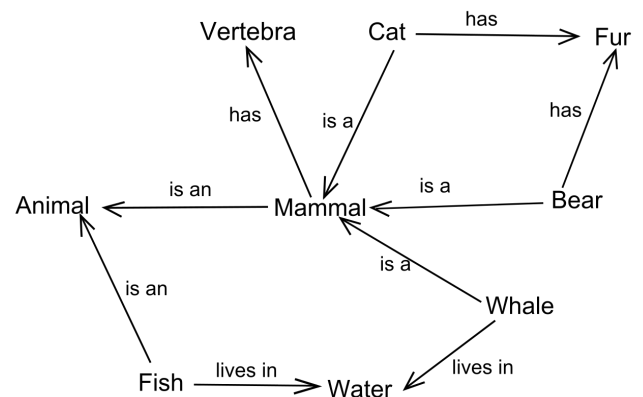 Vertebra
Cat
has
Fur
has
is a
has
is an
is a
Animal
Mammal
Bear
is a
is an
Whale
lives in
lives in
Fish
Water